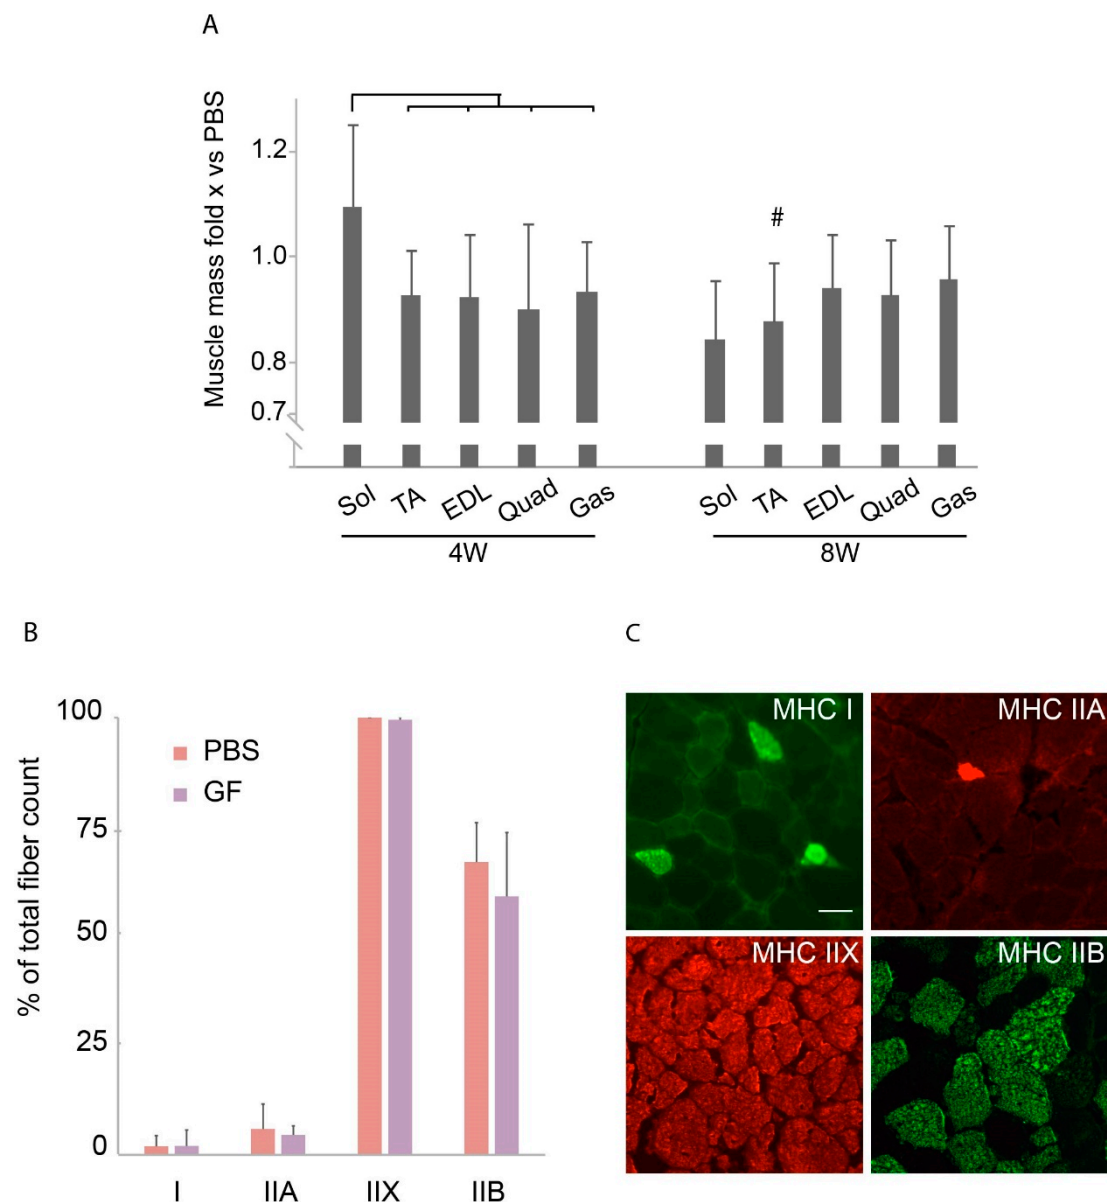 A
Muscle mass fold x vs PBS
1.2
1.0
0.8
0.7
#
Sol TA EDL Quad Gas Sol TA EDL Quad Gas
4W 8W
B
% of total fiber count
100
75
50
25
0
PBS
GF
I IIA IIX IIB
C
MHC I MHC IIA
MHC IIX MHC IIB